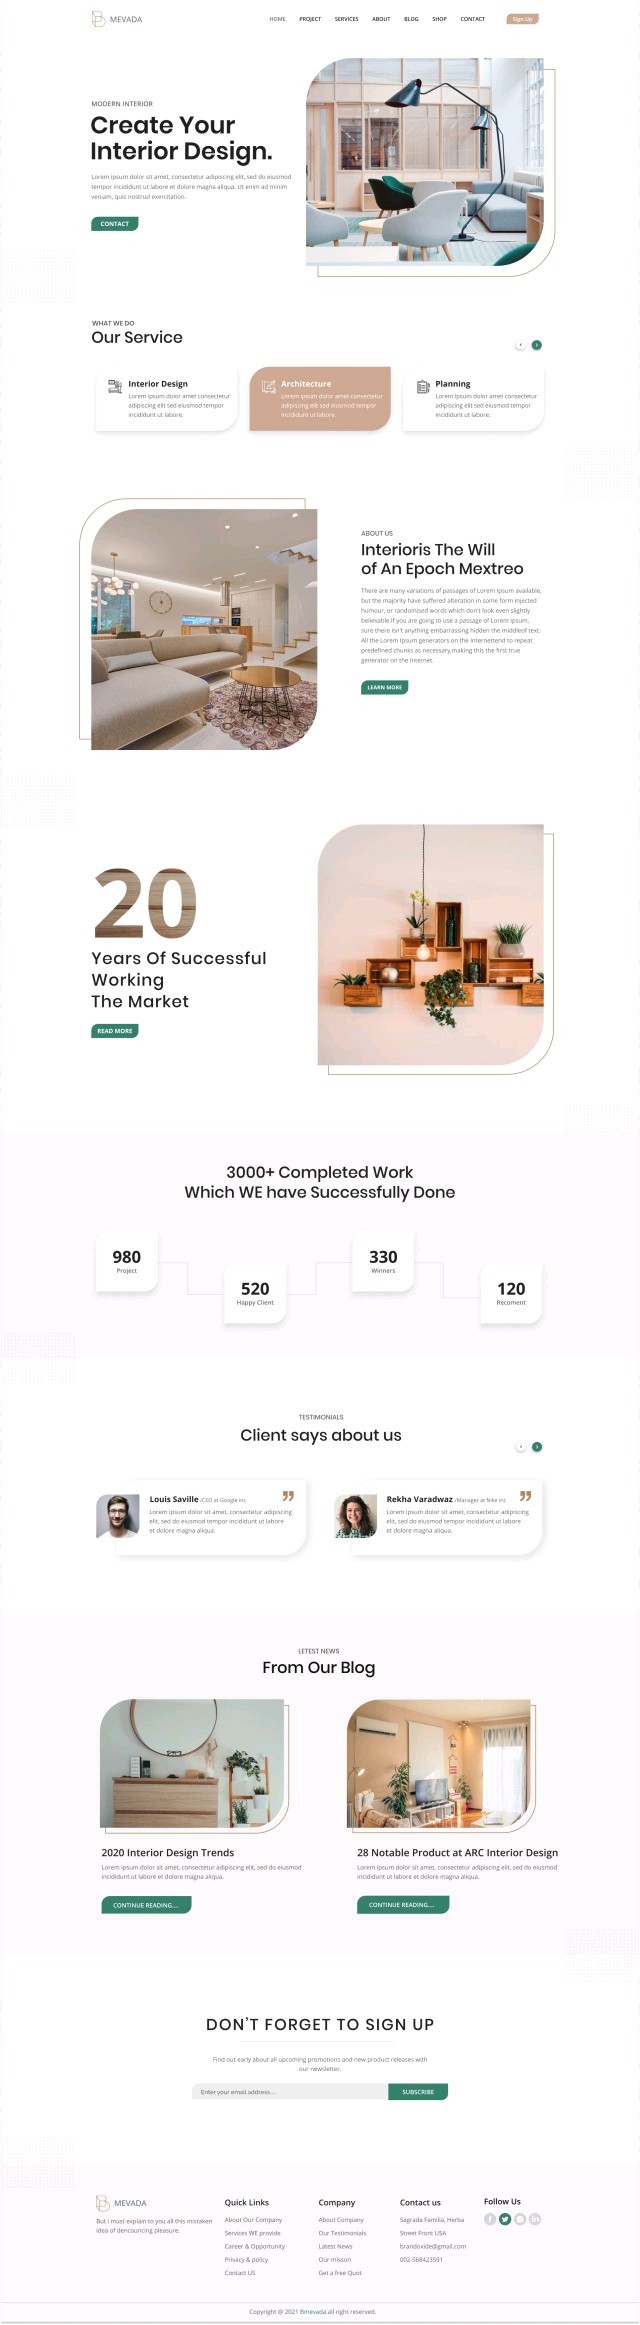 MEVADA
HOME PROJECT SERVICES ABOUT BLOG SHOP CONTACT Sign Up
MODERN INTERIOR
Create Your
Interior Design.
Lorem ipsum dolor sit amet, consectetur adipiscing elit, sed do eiusmod
tempor incididunt ut labore et dolore magna aliqua. Ut enim ad minim
veniam, quis nostrud exercitation.
CONTACT
WHAT WE DO
Our Service
Interior Design
Lorem ipsum dolor amet consectetur
adipiscing elit sed eiusmod tempor
incididunt ut labore.
Architecture
Lorem ipsum dolor amet consectetur
adipiscing elit sed eiusmod tempor
incididunt ut labore.
Planning
Lorem ipsum dolor amet consectetur
adipiscing elit sed eiusmod tempor
incididunt ut labore.
ABOUT US
Interioris The Will
of An Epoch Mextreo
There are many variations of passages of Lorem Ipsum available,
but the majority have suffered alteration in some form injected
humour, or randomised words which don't look even slightly
believable.If you are going to use a passage of Lorem Ipsum,
sure there isn't anything embarrassing hidden the middleof text.
All the Lorem Ipsum generators on the Internettend to repeat
predefined chunks as necessary,making this the first true
generator on the Internet.
LEARN MORE
20
Years Of Successful
Working
The Market
READ MORE
3000+ Completed Work
Which WE have Successfully Done
980
Project
520
Happy Client
330
Winners
120
Recoment
TESTIMONIALS
Client says about us
Louis Saville /CEO at Google inc
Lorem ipsum dolor sit amet, consectetur adipiscing
elit, sed do eiusmod tempor incididunt ut labore
et dolore magna aliqua.
Rekha Varadwaz /Manager at Nike inc
Lorem ipsum dolor sit amet, consectetur adipiscing
elit, sed do eiusmod tempor incididunt ut labore
et dolore magna aliqua.
LETEST NEWS
From Our Blog
2020 Interior Design Trends
Lorem ipsum dolor sit amet, consectetur adipiscing elit, sed do eiusmod
incididunt ut labore et dolore magna aliqua.
CONTINUE READING....
28 Notable Product at ARC Interior Design
Lorem ipsum dolor sit amet, consectetur adipiscing elit, sed do eiusmod
incididunt ut labore et dolore magna aliqua.
CONTINUE READING....
DON'T FORGET TO SIGN UP
Find out early about all upcoming promotions and new product releases with
our newsletter.
Enter your email address.... SUBSCRIBE
MEVADA
But i must explain to you all this mistaken
idea of dencouncing pleasure.
Quick Links
About Our Company
Services WE provide
Career & Opportunity
Privacy & policy
Contact US
Company
About Company
Our Testimonials
Latest News
Our misson
Get a free Quot
Contact us
Sagrada Familia, Herba
Street Front USA
brandoxide@gmail.com
002-568423591
Follow Us
Copyright @ 2021 Bmevada.all right reserved.